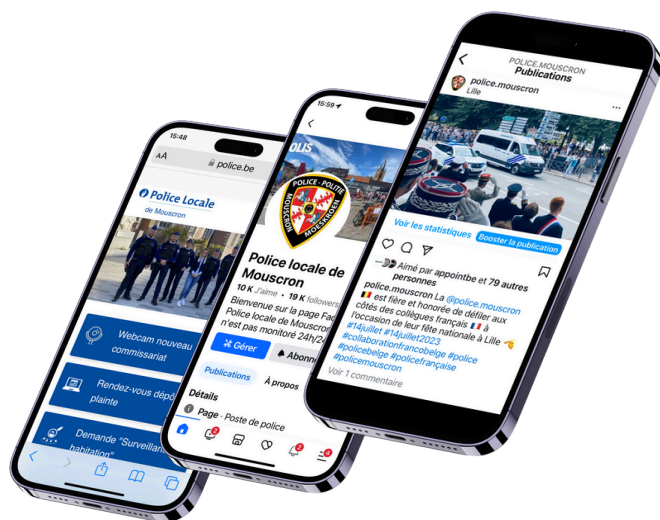 15:48
AA
police.be
Police Locale
de Mouscron
Webcam nouveau
commissariat
Rendez-vous dépôt
plainte
Demande "Surveillance
habitation"
15:59
POLICE - POLITIE
MOUSCRON
MOESKROEN
Police locale de
Mouscron
10 K J'aime • 19 K followers
Bienvenue sur la page
Police locale de Mouscron
n'est pas monitoré 24h/24
Gérer
Publications
À propos
Détails
Page · Poste de police
2
2
4
POLICE.MOUSCRON
Publications
police.mouscron
Lille
Voir les statistiques
Booster la publication
Aimé par appointbe et 79 autres
personnes
police.mouscron La @police.mouscron
🇧🇪 est fière et honorée de défiler aux
côtés des collègues français 🇫🇷 à
l'occasion de leur fête nationale à Lille
#14juillet #14juillet2023
#collaborationfrancobelge #police
#policebelge #policefrançaise
#policemouscron
Voir 1 commentaire